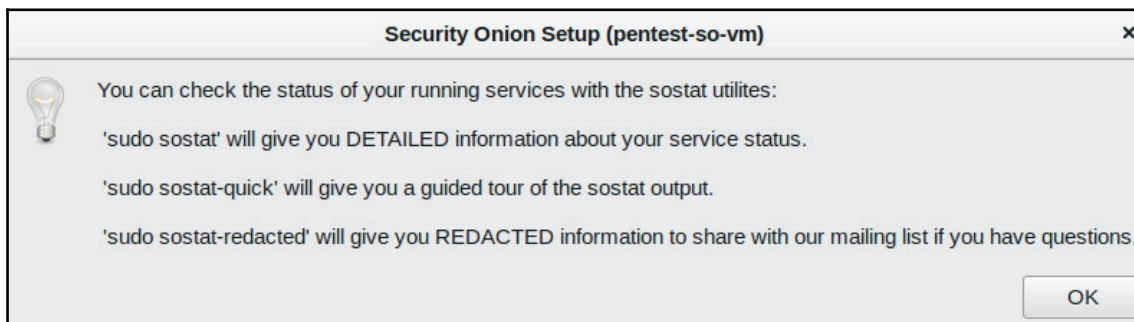 Security Onion Setup (pentest-so-vm)
You can check the status of your running services with the sostat utilites:
'sudo sostat' will give you DETAILED information about your service status.
'sudo sostat-quick' will give you a guided tour of the sostat output.
'sudo sostat-redacted' will give you REDACTED information to share with our mailing list if you have questions.
OK